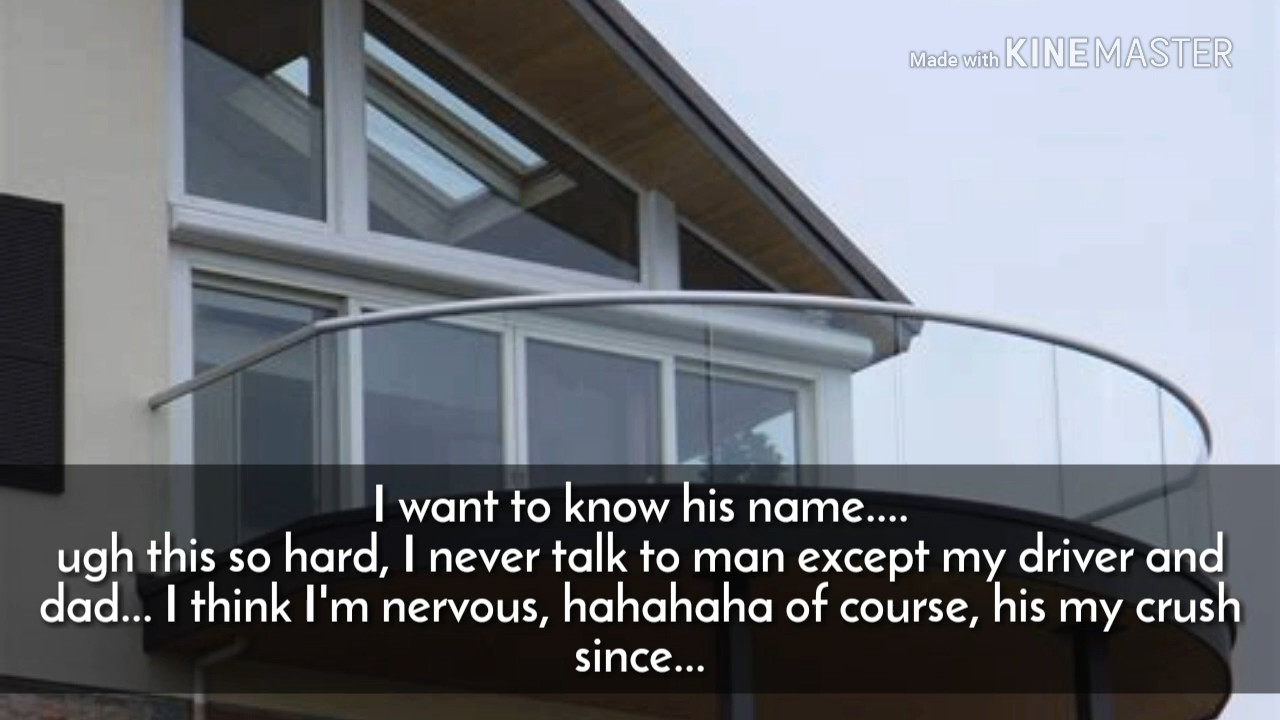 Made with KINEMASTER
I want to know his name....
ugh this so hard, I never talk to man except my driver and
dad... I think I'm nervous, hahahaha of course, his my crush
since...